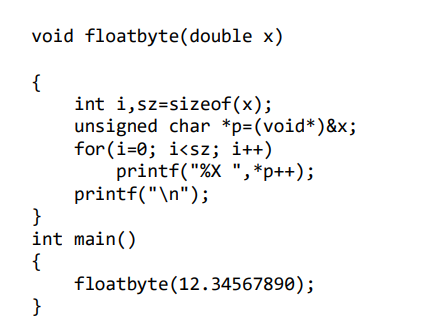 void floatbyte(double x)
{
    int i,sz=sizeof(x);
    unsigned char *p=(void*)&x;
    for(i=0; i<sz; i++)
        printf("%X ",*p++);
    printf("\n");
}
int main()
{
    floatbyte(12.34567890);
}